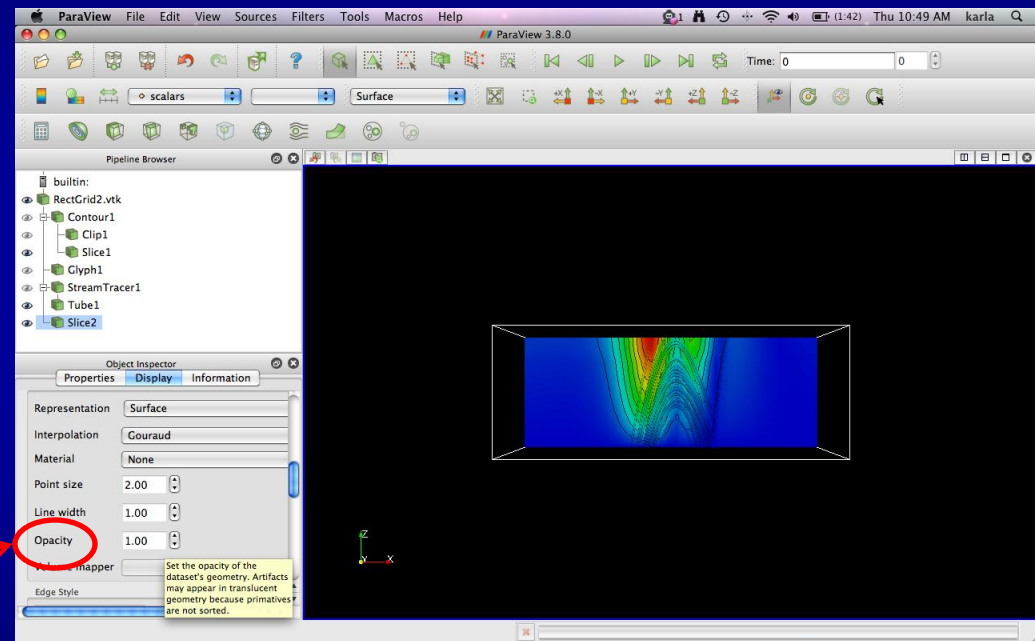 ParaView File Edit View Sources Filters Tools Macros Help 1 (1:42) Thu 10:49 AM karla
ParaView 3.8.0
Time: 0 0
scalars Surface +X -X +Y -Y +Z -Z
Pipeline Browser
builtin:
RectGrid2.vtk
Contour1
Clip1
Slice1
Glyph1
StreamTracer1
Tube1
Slice2
Object Inspector
Properties Display Information
Representation Surface
Interpolation Gouraud
Material None
Point size 2.00
Line width 1.00
Opacity 1.00
Volume mapper
Edge Style
Set the opacity of the
dataset's geometry. Artifacts
may appear in translucent
geometry because primatives
are not sorted.
Z
Y X